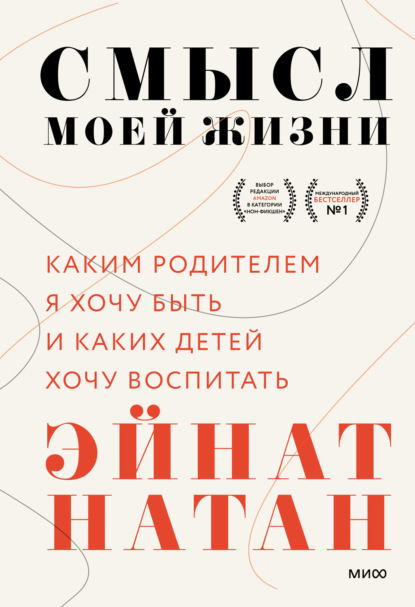 СМЫСЛ
МОЕЙ ЖИЗНИ
ВЫБОР
РЕДАКЦИИ
AMAZON
В КАТЕГОРИИ
«НОН-ФИКШЕН»
МЕЖДУНАРОДНЫЙ
БЕСТСЕЛЛЕР
№1
КАКИМ РОДИТЕЛЕМ
Я ХОЧУ БЫТЬ
И КАКИХ ДЕТЕЙ
ХОЧУ ВОСПИТАТЬ
ЭЙНАТ
НАТАН
МИФ